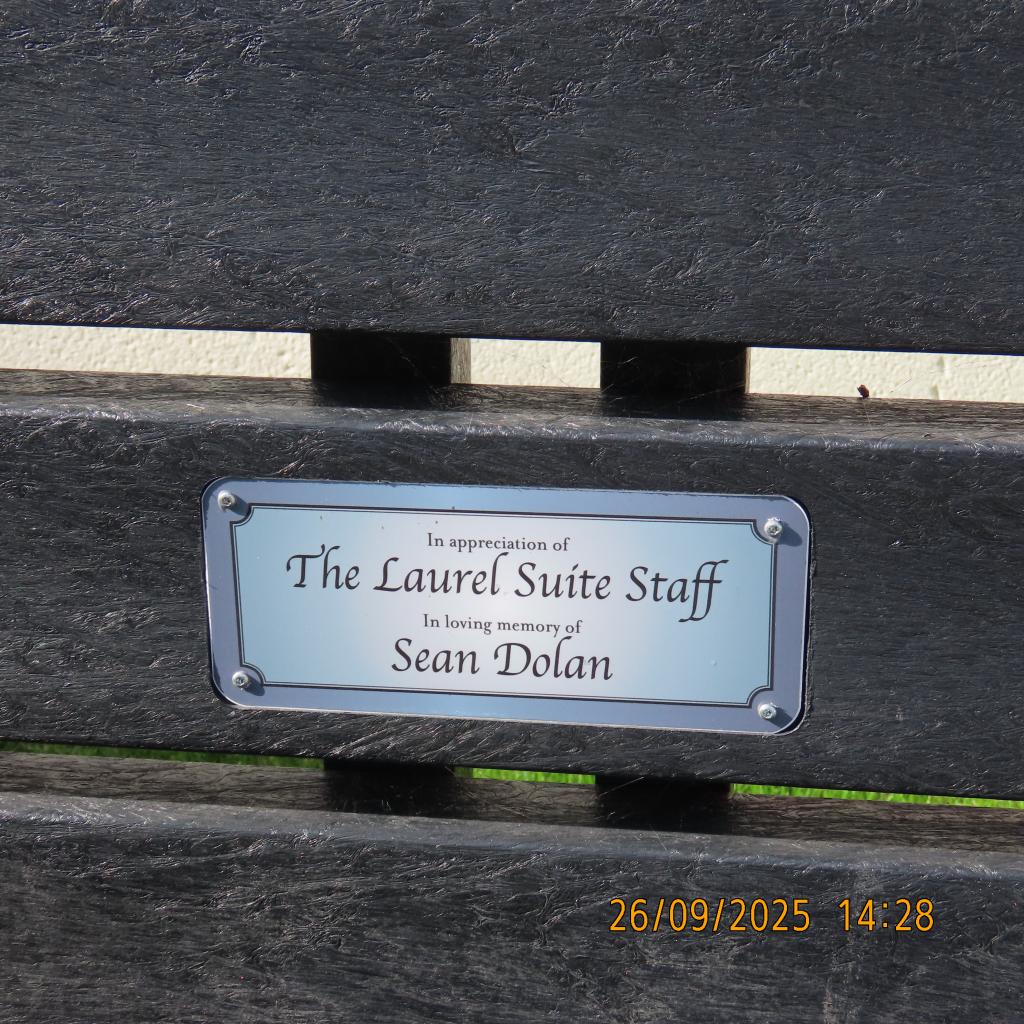 In appreciation of
The Laurel Suite Staff
In loving memory of
Sean Dolan
26/09/2025 14:28